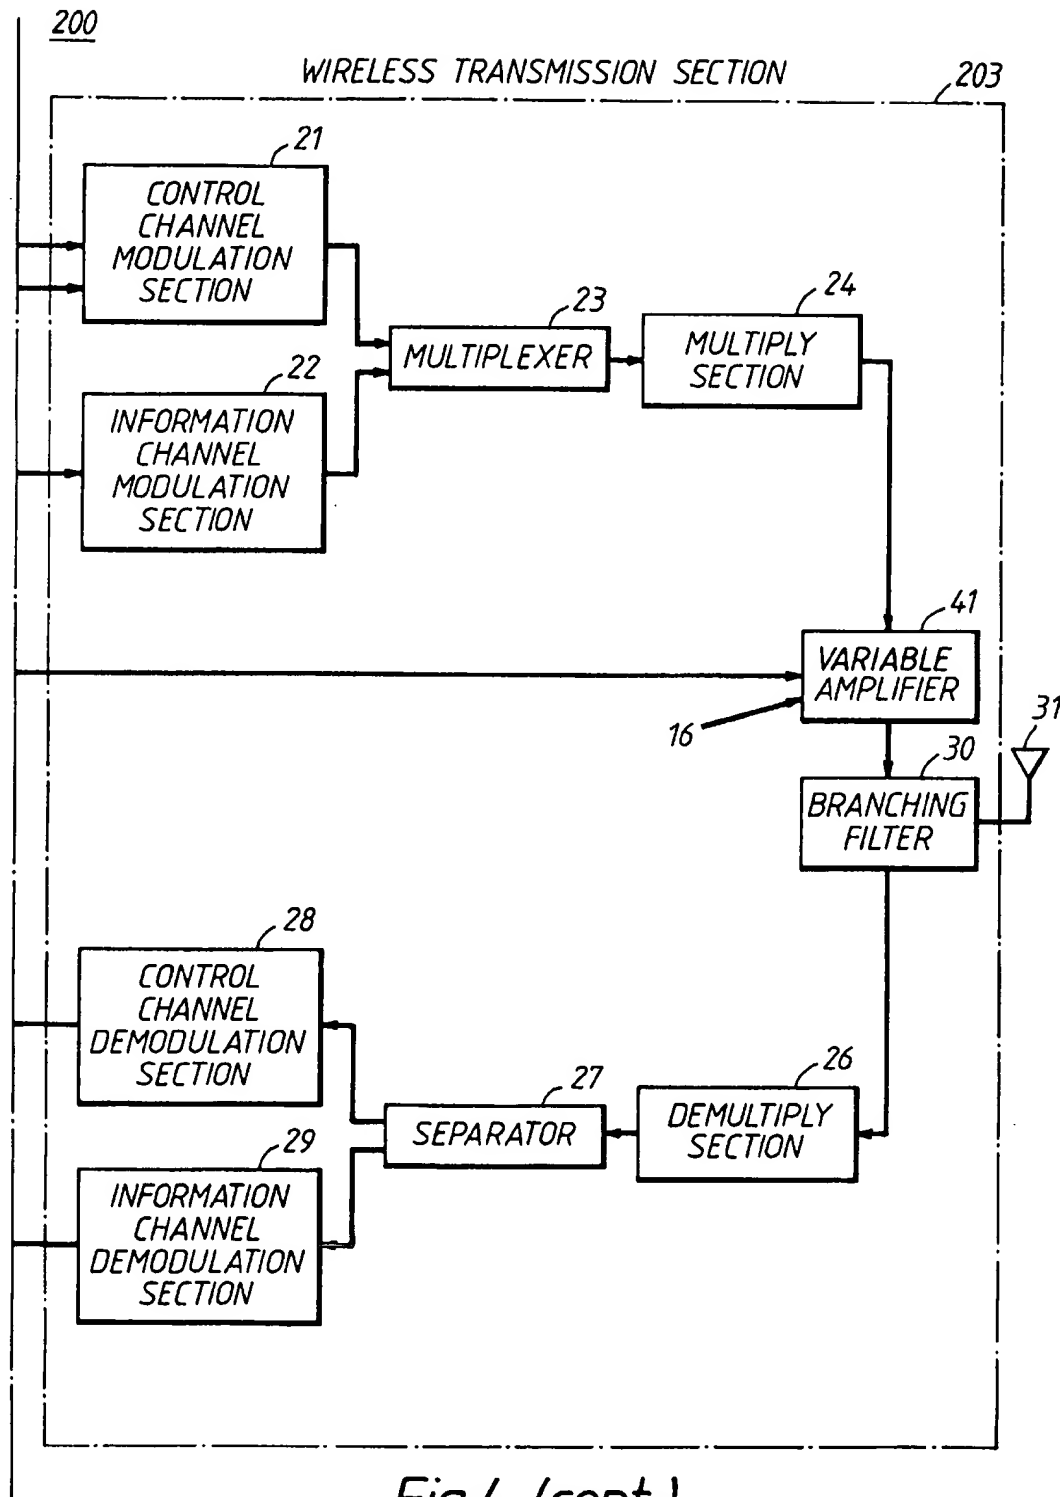 200
WIRELESS TRANSMISSION SECTION
203
21
CONTROL
CHANNEL
MODULATION
SECTION
22
INFORMATION
CHANNEL
MODULATION
SECTION
23
MULTIPLEXER
24
MULTIPLY
SECTION
41
VARIABLE
AMPLIFIER
16
31
30
BRANCHING
FILTER
28
CONTROL
CHANNEL
DEMODULATION
SECTION
27
SEPARATOR
26
DEMULTIPLY
SECTION
29
INFORMATION
CHANNEL
DEMODULATION
SECTION
(cont.)